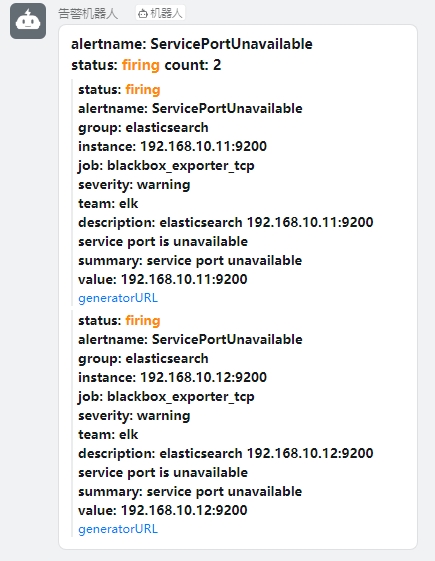 告警机器人 机器人
alertname: ServicePortUnavailable
status: firing count: 2
status: firing
alertname: ServicePortUnavailable
group: elasticsearch
instance: 192.168.10.11:9200
job: blackbox_exporter_tcp
severity: warning
team: elk
description: elasticsearch 192.168.10.11:9200
service port is unavailable
summary: service port unavailable
value: 192.168.10.11:9200
generatorURL
status: firing
alertname: ServicePortUnavailable
group: elasticsearch
instance: 192.168.10.12:9200
job: blackbox_exporter_tcp
severity: warning
team: elk
description: elasticsearch 192.168.10.12:9200
service port is unavailable
summary: service port unavailable
value: 192.168.10.12:9200
generatorURL